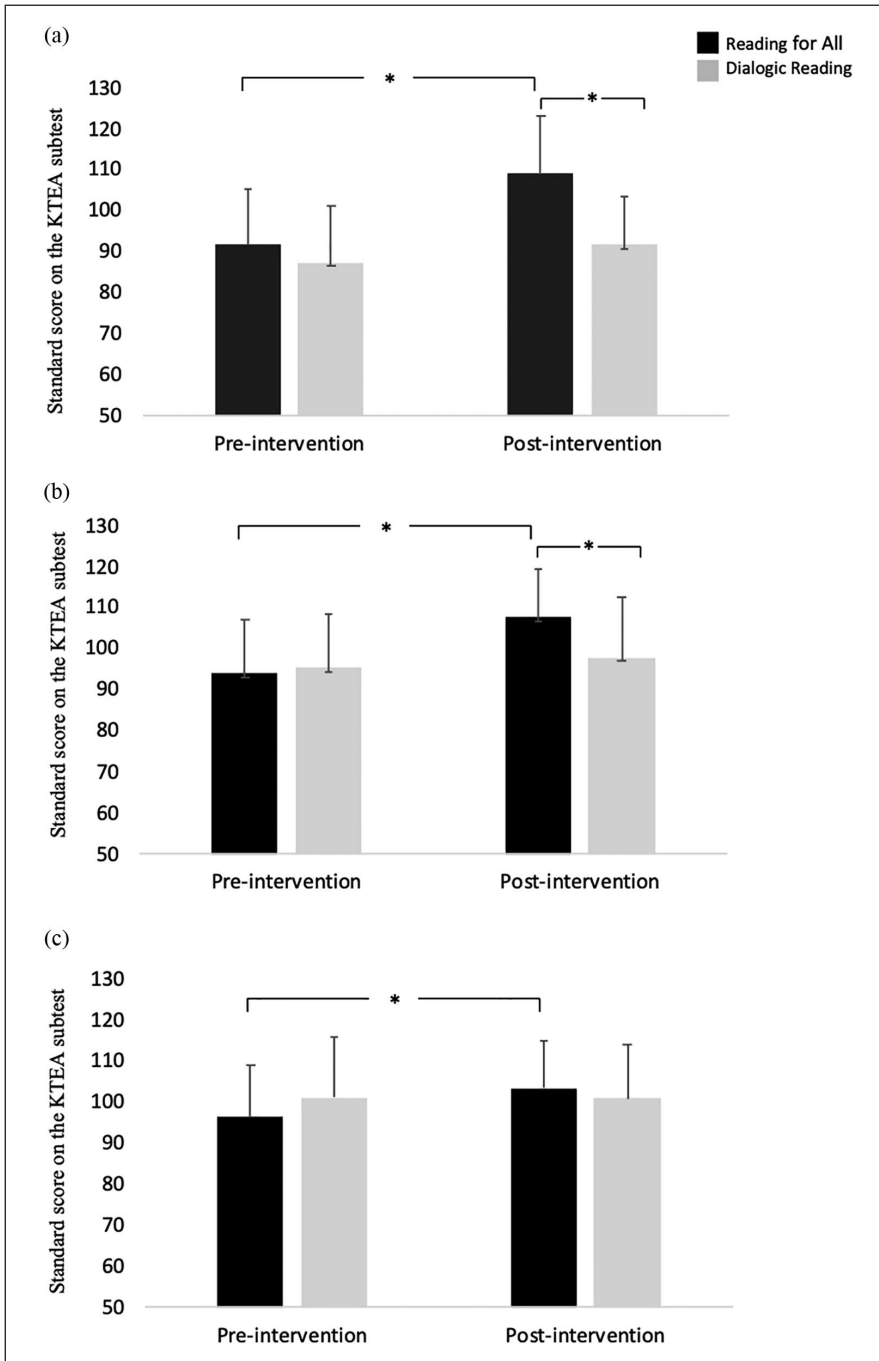 (a)
Reading for All
Dialogic Reading
Standard score on the KTEA subtest
130
120
110
100
90
80
70
60
50
*
*
Pre-intervention Post-intervention
(b)
Standard score on the KTEA subtest
130
120
110
100
90
80
70
60
50
*
*
Pre-intervention Post-intervention
(c)
Standard score on the KTEA subtest
130
120
110
100
90
80
70
60
50
*
Pre-intervention Post-intervention